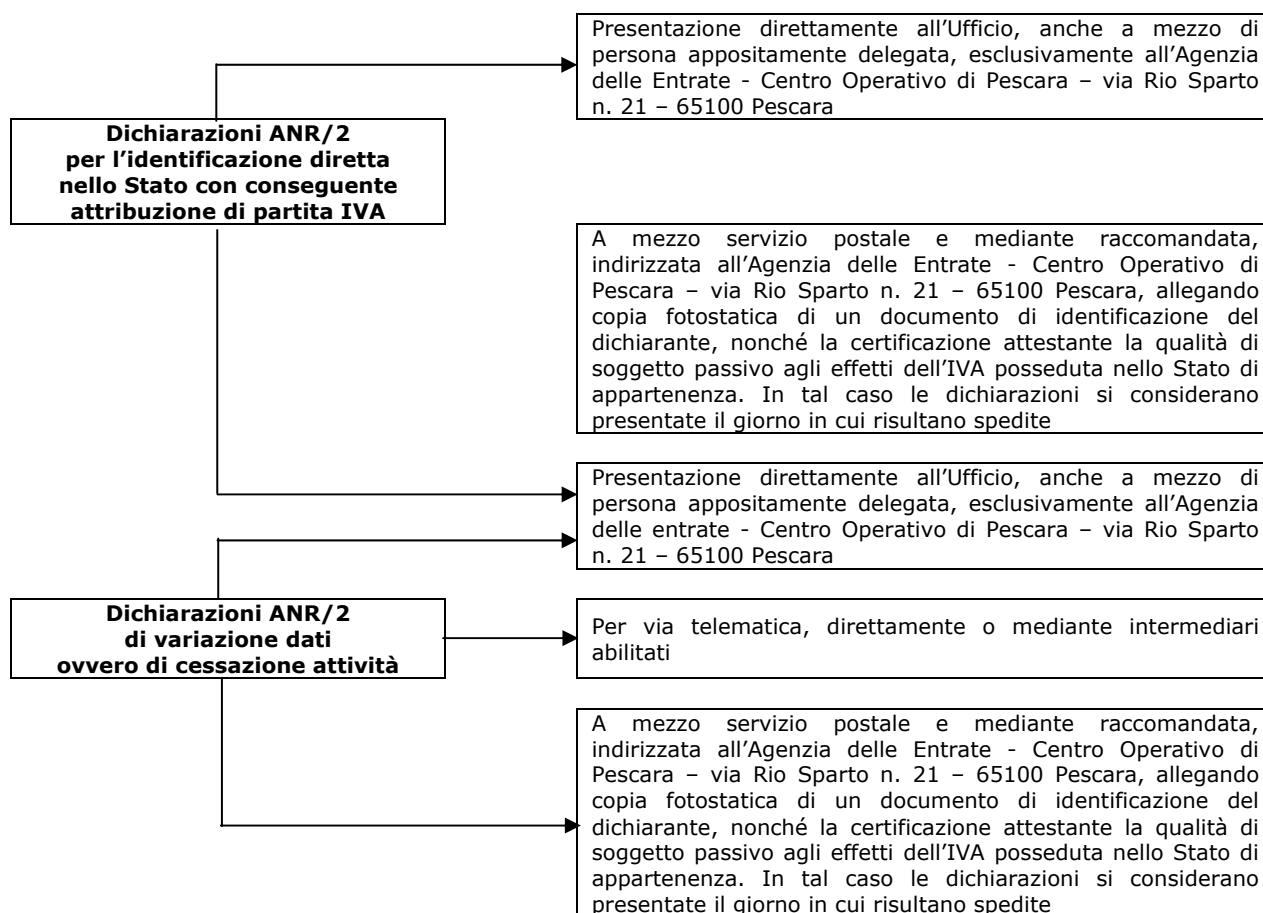 Presentazione direttamente all’Ufficio, anche a mezzo di
persona appositamente delegata, esclusivamente all’Agenzia
delle Entrate - Centro Operativo di Pescara – via Rio Sparto
n. 21 – 65100 Pescara
Dichiarazioni ANR/2
per l’identificazione diretta
nello Stato con conseguente
attribuzione di partita IVA
A mezzo servizio postale e mediante raccomandata,
indirizzata all’Agenzia delle Entrate - Centro Operativo di
Pescara – via Rio Sparto n. 21 – 65100 Pescara, allegando
copia fotostatica di un documento di identificazione del
dichiarante, nonché la certificazione attestante la qualità di
soggetto passivo agli effetti dell’IVA posseduta nello Stato di
appartenenza. In tal caso le dichiarazioni si considerano
presentate il giorno in cui risultano spedite
Presentazione direttamente all’Ufficio, anche a mezzo di
persona appositamente delegata, esclusivamente all’Agenzia
delle entrate - Centro Operativo di Pescara – via Rio Sparto
n. 21 – 65100 Pescara
Dichiarazioni ANR/2
di variazione dati
ovvero di cessazione attività
Per via telematica, direttamente o mediante intermediari
abilitati
A mezzo servizio postale e mediante raccomandata,
indirizzata all’Agenzia delle Entrate - Centro Operativo di
Pescara – via Rio Sparto n. 21 – 65100 Pescara, allegando
copia fotostatica di un documento di identificazione del
dichiarante, nonché la certificazione attestante la qualità di
soggetto passivo agli effetti dell’IVA posseduta nello Stato di
appartenenza. In tal caso le dichiarazioni si considerano
presentate il giorno in cui risultano spedite